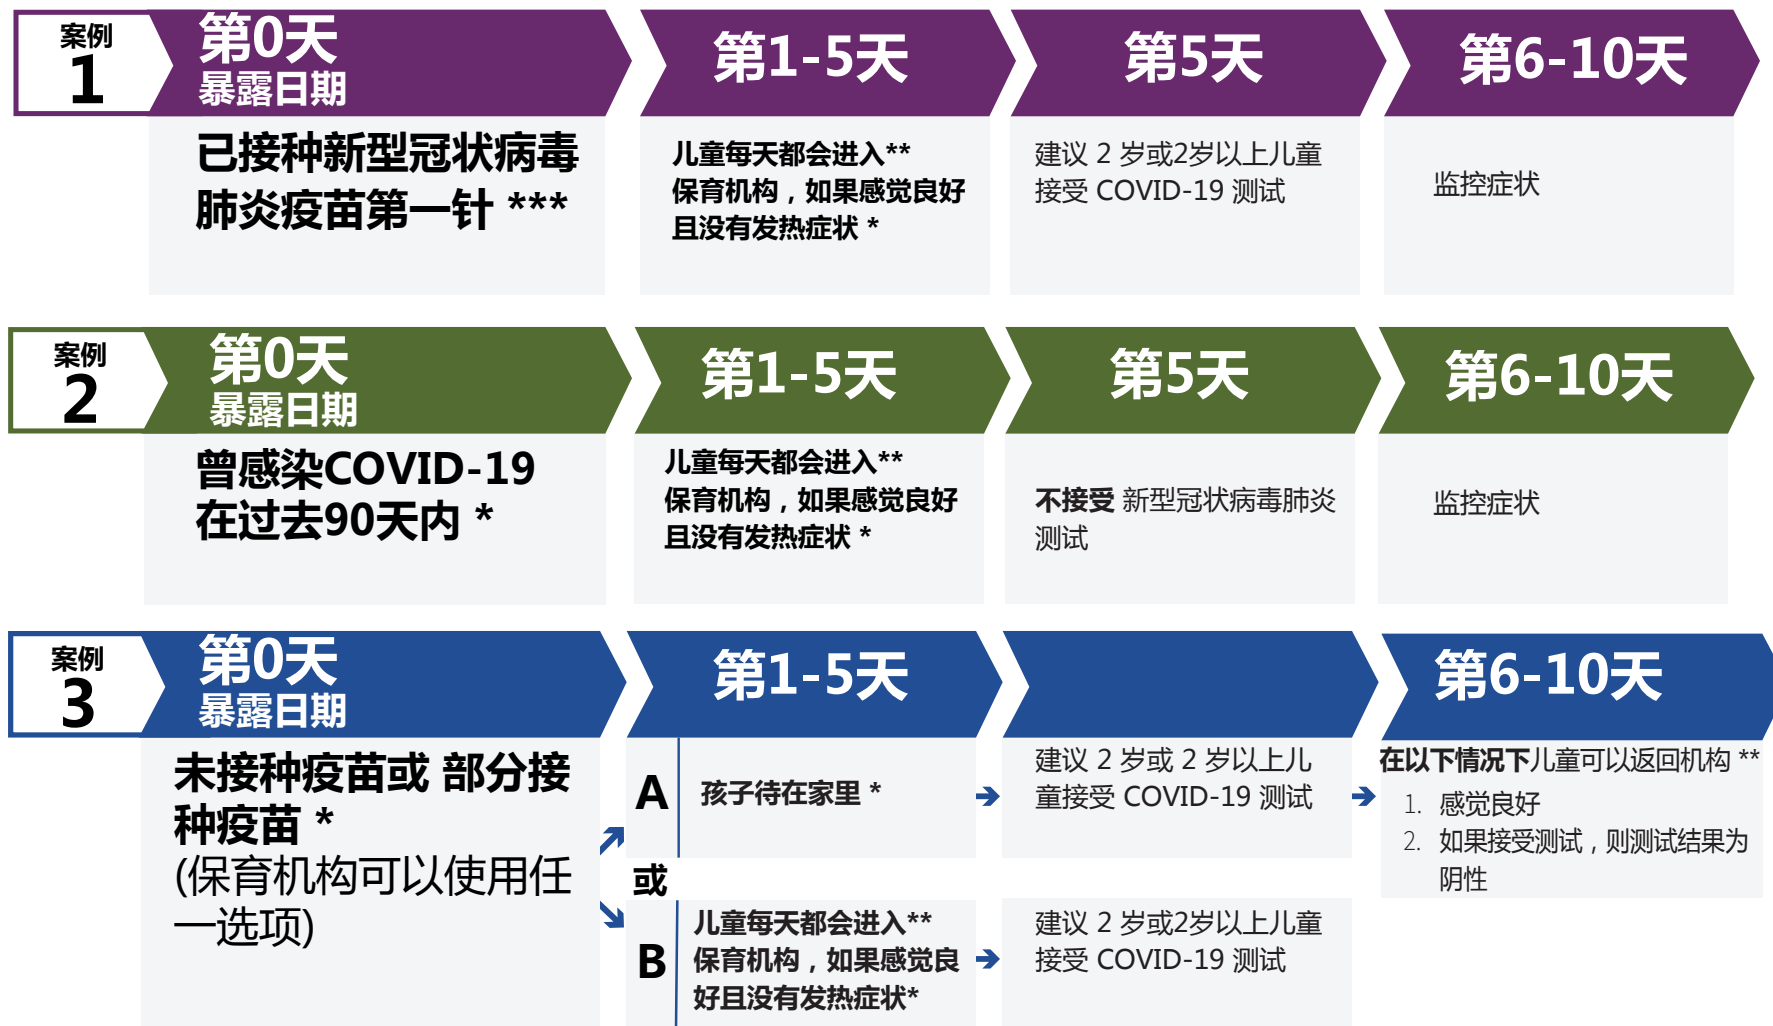 案例
1
第0天
暴露日期
第1-5天
第5天
第6-10天
已接种新型冠状病毒
肺炎疫苗第一针 ***
儿童每天都会进入**
保育机构，如果感觉良好
且没有发热症状 *
建议 2 岁或2岁以上儿童
接受 COVID-19 测试
监控症状
案例
2
第0天
暴露日期
第1-5天
第5天
第6-10天
曾感染COVID-19
在过去90天内 *
儿童每天都会进入**
保育机构，如果感觉良好
且没有发热症状 *
不接受 新型冠状病毒肺炎
测试
监控症状
案例
3
第0天
暴露日期
第1-5天
第6-10天
未接种疫苗或 部分接
种疫苗 *
(保育机构可以使用任
一选项)
A
孩子待在家里 *
建议 2 岁或 2 岁以上儿
童接受 COVID-19 测试
在以下情况下儿童可以返回机构 **
1. 感觉良好
2. 如果接受测试，则测试结果为
阴性
或
B
儿童每天都会进入**
保育机构，如果感觉良
好且没有发热症状*
建议 2 岁或2岁以上儿童
接受 COVID-19 测试